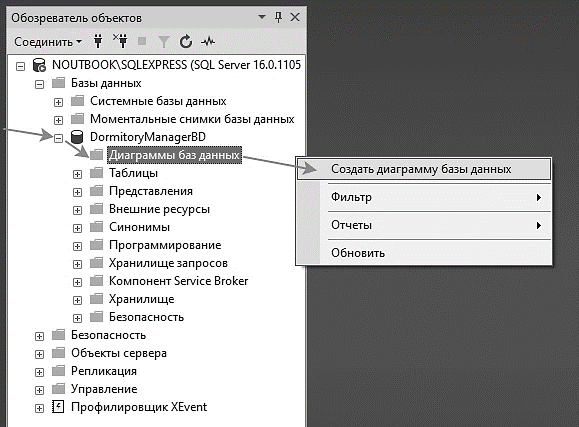 Обозреватель объектов
Соединить
NOUTBOOK\SQLEXPRESS (SQL Server 16.0.1105
Базы данных
Системные базы данных
Моментальные снимки базы данных
DormitoryManagerBD
Диаграммы баз данных
Создать диаграмму базы данных
Таблицы
Представления
Фильтр
Внешние ресурсы
Синонимы
Отчеты
Программирование
Обновить
Хранилище запросов
Компонент Service Broker
Хранилище
Безопасность
Безопасность
Объекты сервера
Репликация
Управление
Профилировщик XEvent